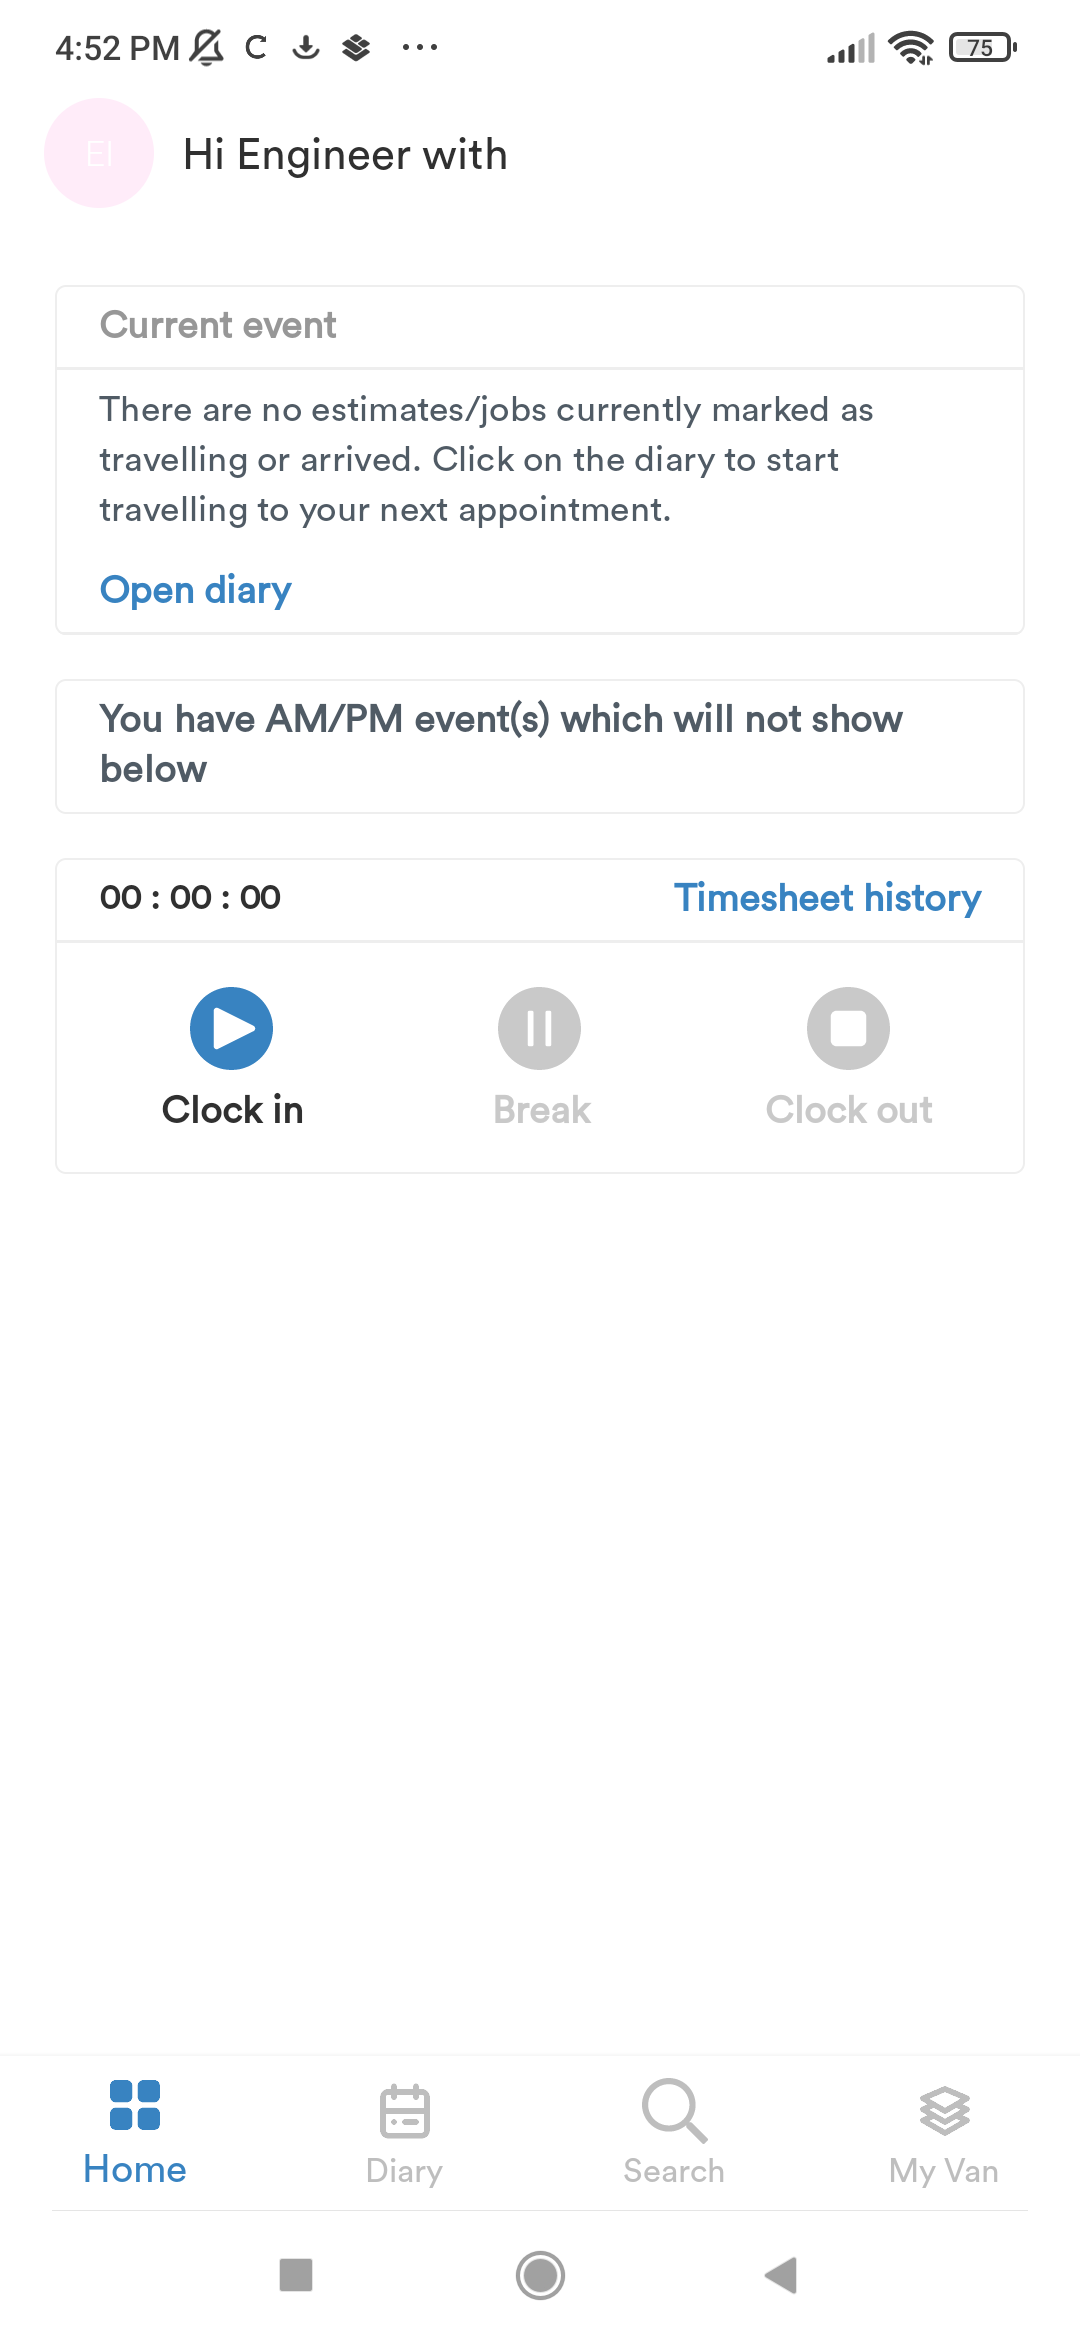 4:52 PM
75
EI
Hi Engineer with
Current event
There are no estimates/jobs currently marked as
travelling or arrived. Click on the diary to start
travelling to your next appointment.
Open diary
You have AM/PM event(s) which will not show
below
00 : 00 : 00
Timesheet history
Clock in
Break
Clock out
Home
Diary
Search
My Van